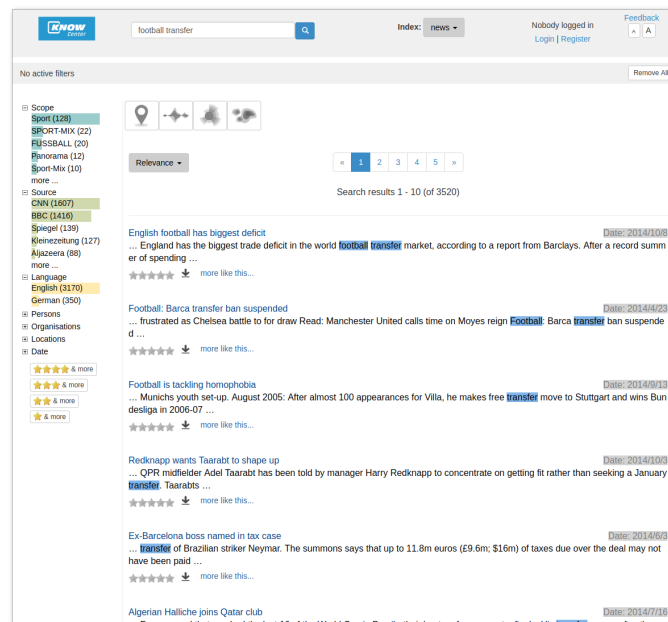 KNOW
Center
football transfer
Index: news
Nobody logged in
Login | Register
Feedback
A A
No active filters
Remove All
Scope
Sport (128)
SPORT-MIX (22)
FUSSBALL (20)
Panorama (12)
Sport-Mix (10)
more ...
Source
CNN (1607)
BBC (1416)
Spiegel (139)
Kleinezeitung (127)
Aljazeera (88)
more ...
Language
English (3170)
German (350)
Persons
Organisations
Locations
Date
& more
& more
& more
& more
Relevance
« 1 2 3 4 5 »
Search results 1 - 10 (of 3520)
English football has biggest deficit
Date: 2014/10/8
... England has the biggest trade deficit in the world football transfer market, according to a report from Barclays. After a record summ
er of spending ...
more like this...
Football: Barca transfer ban suspended
Date: 2014/4/23
... frustrated as Chelsea battle to for draw Read: Manchester United calls time on Moyes reign Football: Barca transfer ban suspende
d ...
more like this...
Football is tackling homophobia
Date: 2014/9/13
... Munichs youth set-up. August 2005: After almost 100 appearances for Villa, he makes free transfer move to Stuttgart and wins Bun
desliga in 2006-07 ...
more like this...
Redknapp wants Taarabt to shape up
Date: 2014/10/3
... QPR midfielder Adel Taarabt has been told by manager Harry Redknapp to concentrate on getting fit rather than seeking a January
transfer. Taarabts ...
more like this...
Ex-Barcelona boss named in tax case
Date: 2014/6/3
... transfer of Brazilian striker Neymar. The summons says that up to 11.8m euros (£9.6m; $16m) of taxes due over the deal may not
have been paid ...
more like this...
Algerian Halliche joins Qatar club
Date: 2014/7/16